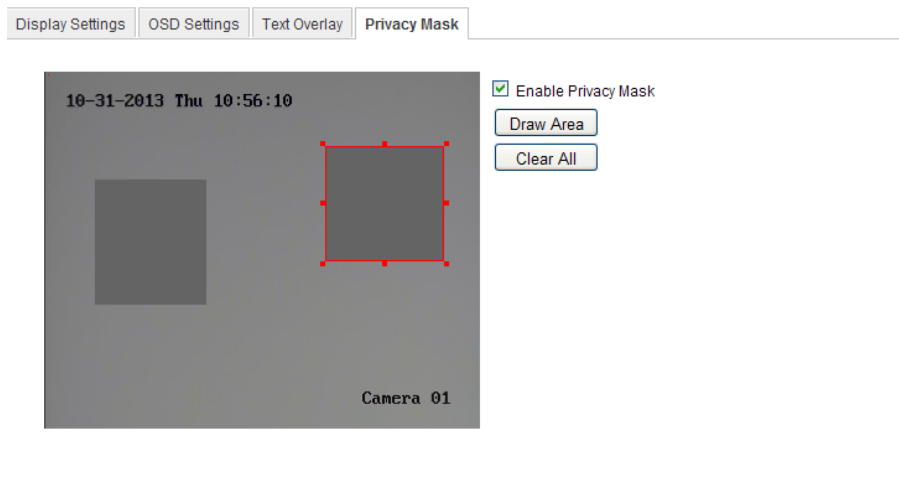 Display Settings OSD Settings Text Overlay Privacy Mask
10-31-2013 Thu 10:56:10
Enable Privacy Mask
Draw Area
Clear All
Camera 01